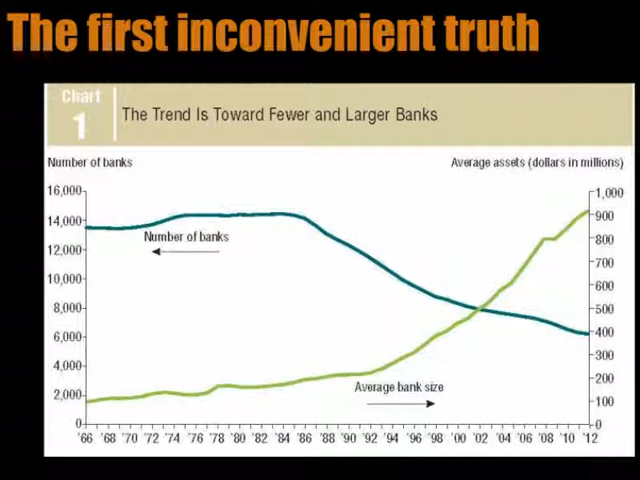 The first inconvenient truth
Chart
1
The Trend Is Toward Fewer and Larger Banks
Number of banks
Average assets (dollars in millions)
16,000
14,000
12,000
10,000
8,000
6,000
4,000
2,000
0
1,000
900
800
700
600
500
400
300
200
100
0
Number of banks
Average bank size
'66 '68 '70 '72 '74 '76 '78 '80 '82 '84 '86 '88 '90 '92 '94 '96 '98 '00 '02 '04 '06 '08 '10 '12